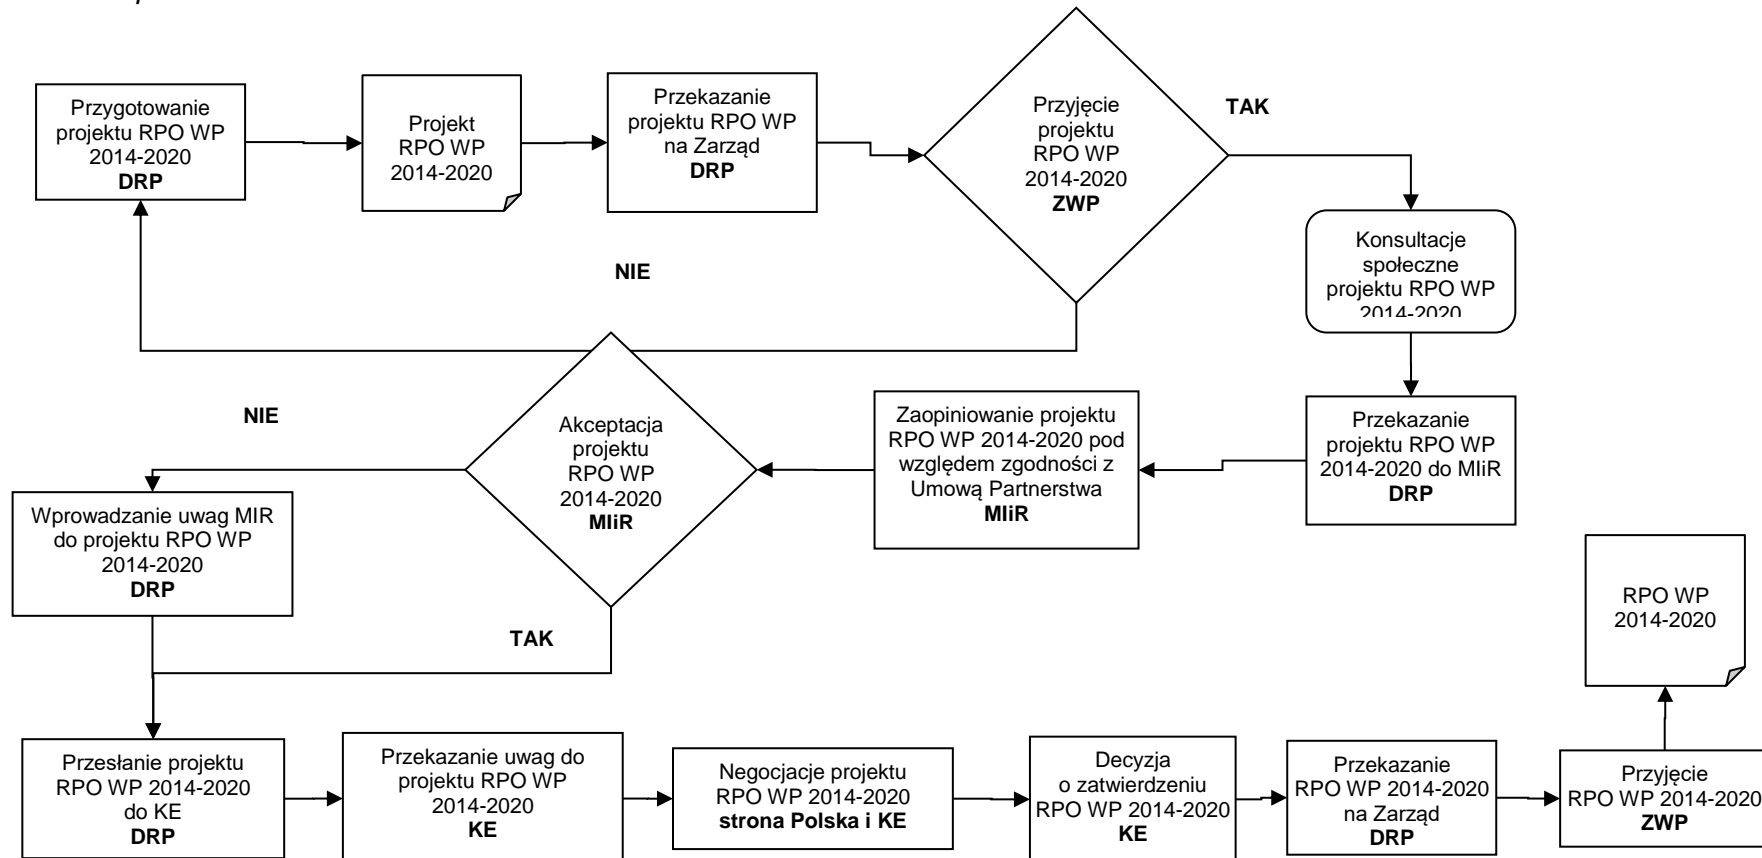 Przygotowanie
projektu RPO WP
2014-2020
DRP
Projekt
RPO WP
2014-2020
Przekazanie
projektu RPO WP
na Zarząd
DRP
Przyjęcie
projektu
RPO WP
2014-2020
ZWP
TAK
NIE
Konsultacje
społeczne
projektu RPO WP
2014-2020
Przekazanie
projektu RPO WP
2014-2020 do MIiR
DRP
Zaopiniowanie projektu
RPO WP 2014-2020 pod
względem zgodności z
Umową Partnerstwa
MIiR
Akceptacja
projektu
RPO WP
2014-2020
MIiR
NIE
Wprowadzanie uwag MIR
do projektu RPO WP
2014-2020
DRP
TAK
Przesłanie projektu
RPO WP 2014-2020
do KE
DRP
Przekazanie uwag do
projektu RPO WP
2014-2020
KE
Negocjacje projektu
RPO WP 2014-2020
strona Polska i KE
Decyzja
o zatwierdzeniu
RPO WP 2014-2020
KE
Przekazanie
RPO WP 2014-2020
na Zarząd
DRP
Przyjęcie
RPO WP 2014-2020
ZWP
RPO WP
2014-2020